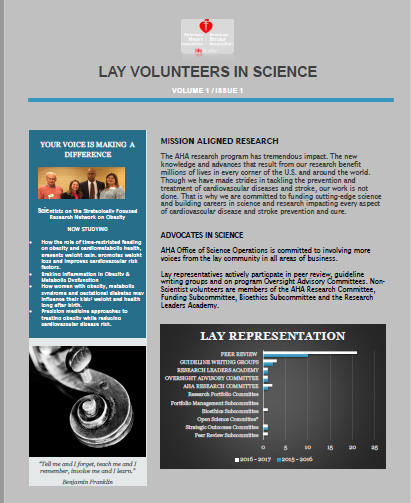 American Heart Association
American Stroke Association
LAY VOLUNTEERS IN SCIENCE
VOLUME 1 / ISSUE 1
YOUR VOICE IS MAKING A
DIFFERENCE
Scientists on the Strategically Focused
Research Network on Obesity
NOW STUDYING
How the role of time-restricted feeding
on obesity and cardiometabolic health,
prevents weight gain, promotes weight
loss and improves cardiovascular risk
factors.
Braking Inflammation in Obesity &
Metabolic Dysfunction
How women with obesity, metabolic
syndrome and gestational diabetes may
influence their kids' weight and health
long after birth.
Precision medicine approaches to
treating obesity while reducing
cardiovascular disease risk.
"Tell me and I forget, teach me and I
remember, involve me and I learn."
Benjamin Franklin
MISSION ALIGNED RESEARCH
The AHA research program has tremendous impact. The new
knowledge and advances that result from our research benefit
millions of lives in every corner of the U.S. and around the world.
Though we have made strides in tackling the prevention and
treatment of cardiovascular diseases and stroke, our work is not
done. That is why we are committed to funding cutting-edge science
and building careers in science and research impacting every aspect
of cardiovascular disease and stroke prevention and cure.
ADVOCATES IN SCIENCE
AHA Office of Science Operations is committed to involving more
voices from the lay community in all areas of business.
Lay representatives actively partcipate in peer review, guideline
writing groups and on program Oversight Advisory Committees. Non-
Scientist volunteers are members of the AHA Research Committee,
Funding Subcommittee, Bioethics Subcommittee and the Research
Leaders Academy.
LAY REPRESENTATION
PEER REVIEW
GUIDELINE WRITING GROUPS
RESEARCH LEADERS ACADEMY
OVERSIGHT ADVISORY COMMITTEE
AHA RESEARCH COMMITTEE
Research Portfolio Committee
Portfolio Management Subcommittee
Bioethics Subcommittee
Open Science Committee*
Strategic Outcomes Committee
Peer Review Subcommittee
0 5 10 15 20 25
2016 - 2017 2015 - 2016